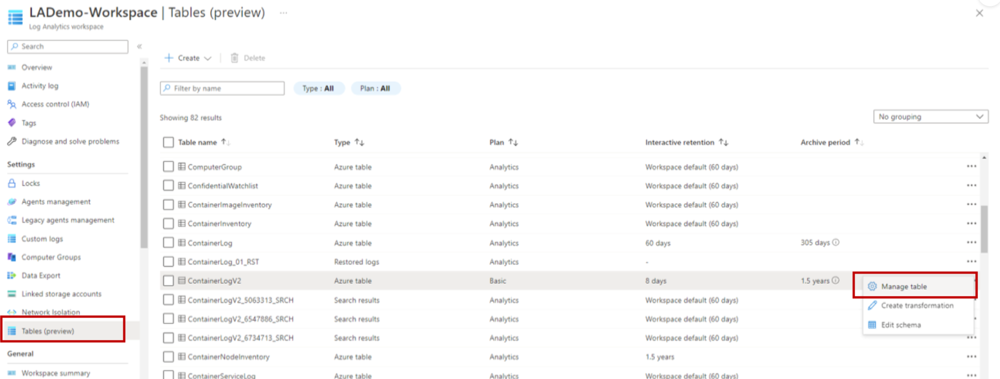 LADemo-Workspace | Tables (preview) ...
Log Analytics workspace
Search
Overview
Activity log
Access control (IAM)
Tags
Diagnose and solve problems
Settings
Locks
Agents management
Legacy agents management
Custom logs
Computer Groups
Data Export
Linked storage accounts
Network Isolation
Tables (preview)
General
Workspace summary
Create
Delete
Filter by name
Type : All
Plan : All
Showing 82 results
No grouping
Table name Type Plan Interactive retention Archive period
ComputerGroup Azure table Analytics Workspace default (60 days)
ConfidentialWatchlist Azure table Analytics Workspace default (60 days)
ContainerImageInventory Azure table Analytics Workspace default (60 days)
ContainerInventory Azure table Analytics Workspace default (60 days)
ContainerLog Azure table Analytics 60 days 305 days
ContainerLog_01_RST Restored logs Analytics -
ContainerLogV2 Azure table Basic 8 days 1.5 years
ContainerLogV2_5063313_SRCH Search results Analytics Workspace default (60 days)
ContainerLogV2_6547886_SRCH Search results Analytics Workspace default (60 days)
ContainerLogV2_6734713_SRCH Search results Analytics Workspace default (60 days)
ContainerNodeInventory Azure table Analytics 1.5 years
ContainerServiceLog Azure table Analytics Workspace default (60 days)
Manage table
Create transformation
Edit schema